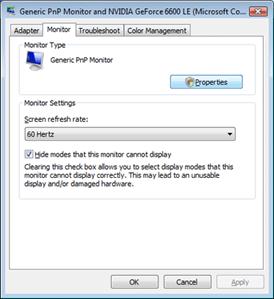 Generic PnP Monitor and NVIDIA GeForce 6600 LE (Microsoft Co...
Adapter Monitor Troubleshoot Color Management
Monitor Type
Generic PnP Monitor
Properties
Monitor Settings
Screen refresh rate:
60 Hertz
Hide modes that this monitor cannot display
Clearing this check box allows you to select display modes that this
monitor cannot display correctly. This may lead to an unusable
display and/or damaged hardware.
OK Cancel Apply